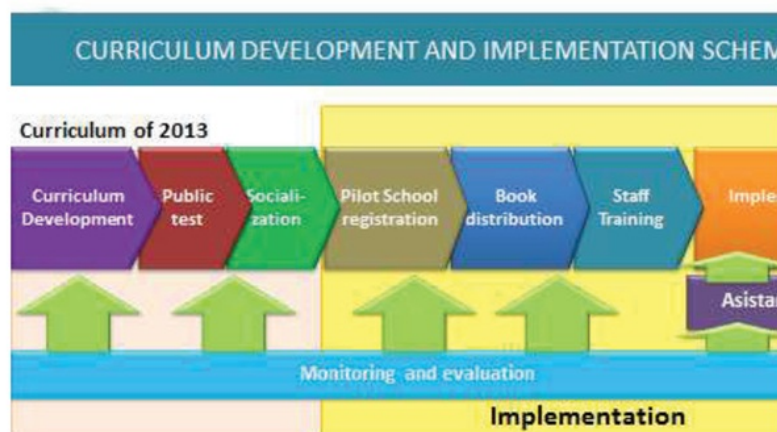 CURRICULUM DEVELOPMENT AND IMPLEMENTATION SCHEM
Curriculum of 2013
Curriculum
Development
Public
test
Sociali-
zation
Pilot School
registration
Book
distribution
Staff
Training
Imple
Asista
Monitoring and evaluation
Implementation